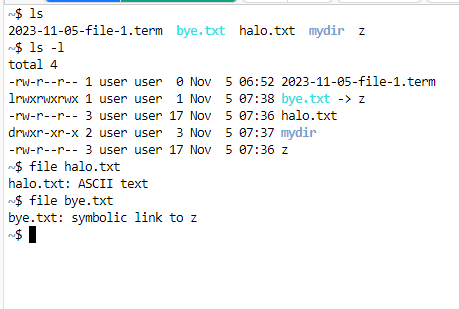 ~$ ls
2023-11-05-file-1.term  bye.txt  halo.txt  mydir  z
~$ ls -l
total 4
-rw-r--r-- 1 user user  0 Nov  5 06:52 2023-11-05-file-1.term
lrwxrwxrwx 1 user user  1 Nov  5 07:38 bye.txt -> z
-rw-r--r-- 3 user user 17 Nov  5 07:36 halo.txt
drwxr-xr-x 2 user user  3 Nov  5 07:37 mydir
-rw-r--r-- 3 user user 17 Nov  5 07:36 z
~$ file halo.txt
halo.txt: ASCII text
~$ file bye.txt
bye.txt: symbolic link to z
~$